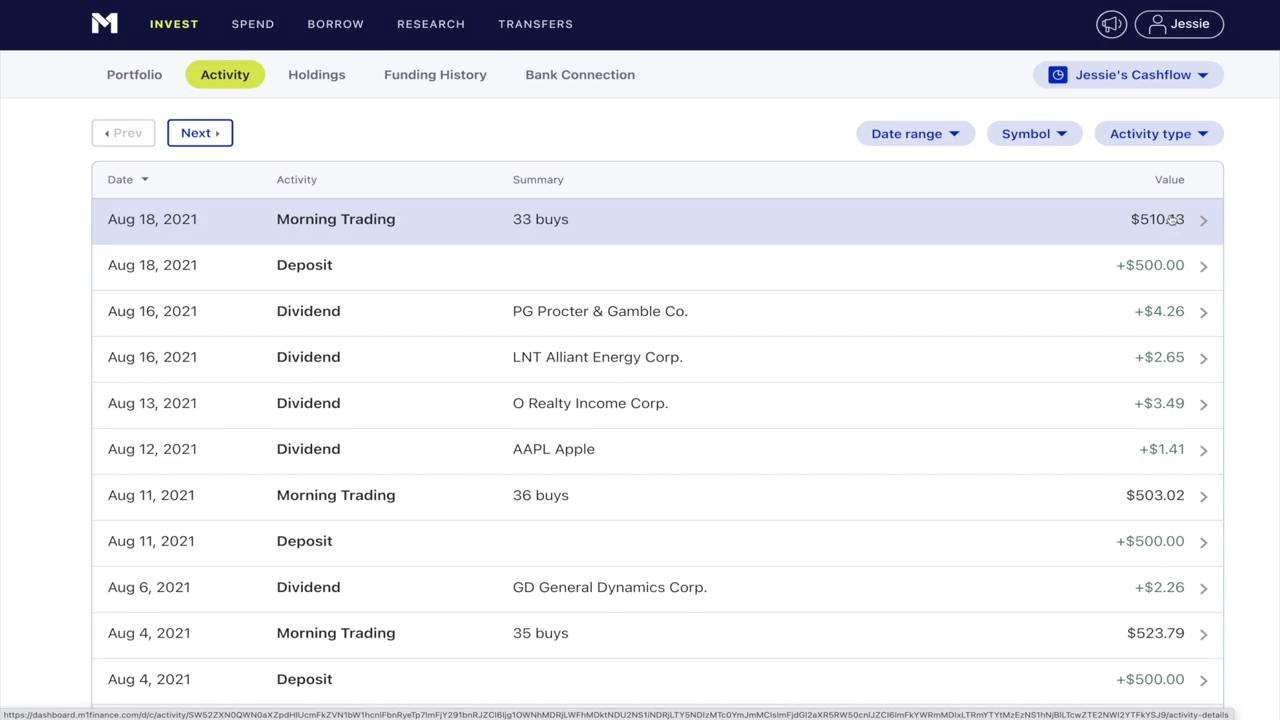 M INVEST SPEND BORROW RESEARCH TRANSFERS Jessie
Portfolio Activity Holdings Funding History Bank Connection Jessie's Cashflow
Prev Next Date range Symbol Activity type
Date Activity Summary Value
Aug 18, 2021 Morning Trading 33 buys
Aug 18, 2021 Deposit +$500.00
Aug 16, 2021 Dividend PG Procter & Gamble Co. +$4.26
Aug 16, 2021 Dividend LNT Alliant Energy Corp. +$2.65
Aug 13, 2021 Dividend O Realty Income Corp. +$3.49
Aug 12, 2021 Dividend AAPL Apple +$1.41
Aug 11, 2021 Morning Trading 36 buys $503.02
Aug 11, 2021 Deposit +$500.00
Aug 6, 2021 Dividend GD General Dynamics Corp. +$2.26
Aug 4, 2021 Morning Trading 35 buys $523.79
Aug 4, 2021 Deposit +$500.00